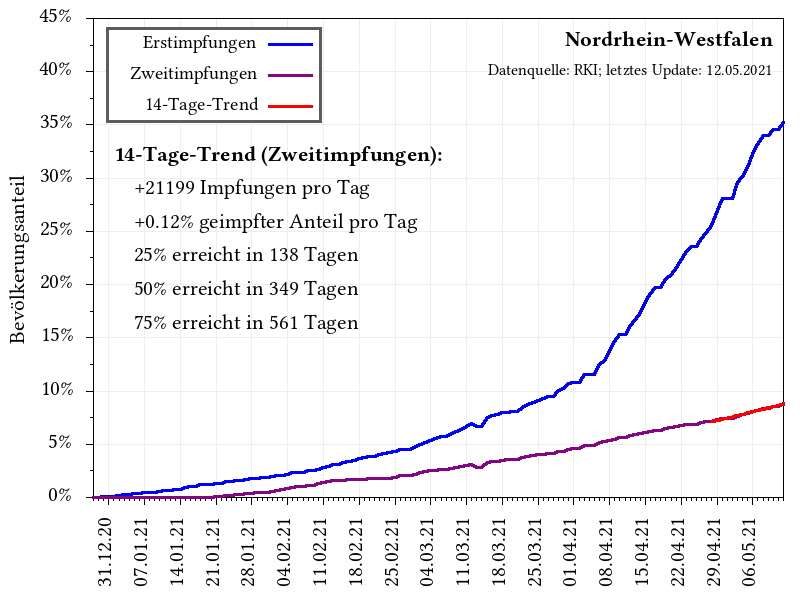 45%
40%
35%
30%
25%
20%
15%
10%
5%
0%
Bevölkerungsanteil
Erstimpfungen
Zweitimpfungen
14-Tage-Trend
Nordrhein-Westfalen
Datenquelle: RKI; letztes Update: 12.05.2021
14-Tage-Trend (Zweitimpfungen):
+21199 Impfungen pro Tag
+0.12% geimpfter Anteil pro Tag
25% erreicht in 138 Tagen
50% erreicht in 349 Tagen
75% erreicht in 561 Tagen
31.12.20
07.01.21
14.01.21
21.01.21
28.01.21
04.02.21
11.02.21
18.02.21
25.02.21
04.03.21
11.03.21
18.03.21
25.03.21
01.04.21
08.04.21
15.04.21
22.04.21
29.04.21
06.05.21